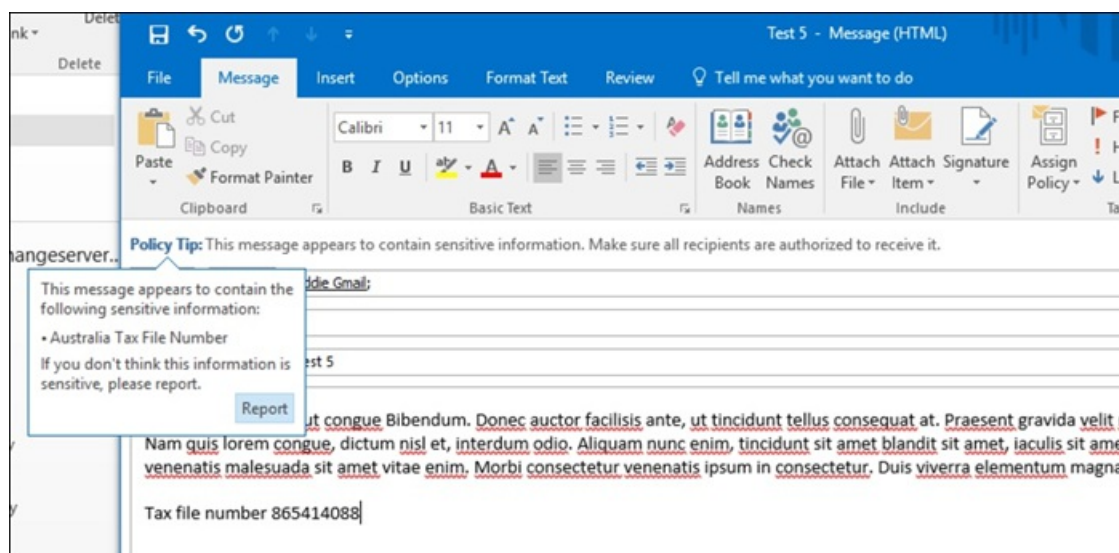 Delet
nk
Delete
Test 5 - Message (HTML)
File Message Insert Options Format Text Review Tell me what you want to do
Paste
Cut
Copy
Format Painter
Calibri 11
B I U
Address Book
Check Names
Attach File
Attach Item
Signature
Assign Policy
Clipboard Basic Text Names Include
Policy Tip: This message appears to contain sensitive information. Make sure all recipients are authorized to receive it.
hangeserver...
ddie Gmail;
This message appears to contain the
following sensitive information:
• Australia Tax File Number
If you don't think this information is
sensitive, please report.
Report
est 5
ut congue Bibendum. Donec auctor facilisis ante, ut tincidunt tellus consequat at. Praesent gravida velit
Nam quis lorem congue, dictum nisl et, interdum odio. Aliquam nunc enim, tincidunt sit amet blandit sit amet, iaculis sit ame
venenatis malesuada sit amet vitae enim. Morbi consectetur venenatis ipsum in consectetur. Duis viverra elementum magna
Tax file number 865414088